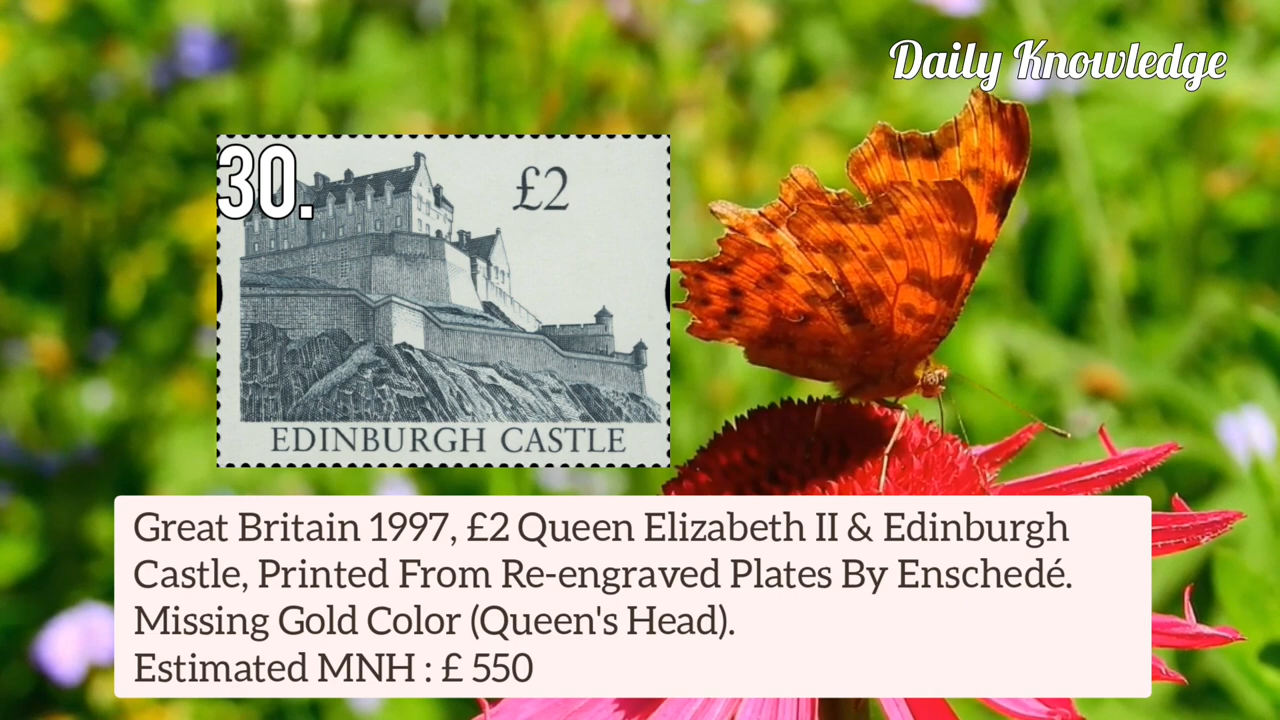 Daily Knowledge
30.
£2
EDINBURGH CASTLE
Great Britain 1997, £2 Queen Elizabeth II & Edinburgh
Castle, Printed From Re-engraved Plates By Enschedé.
Missing Gold Color (Queen's Head).
Estimated MNH : £ 550